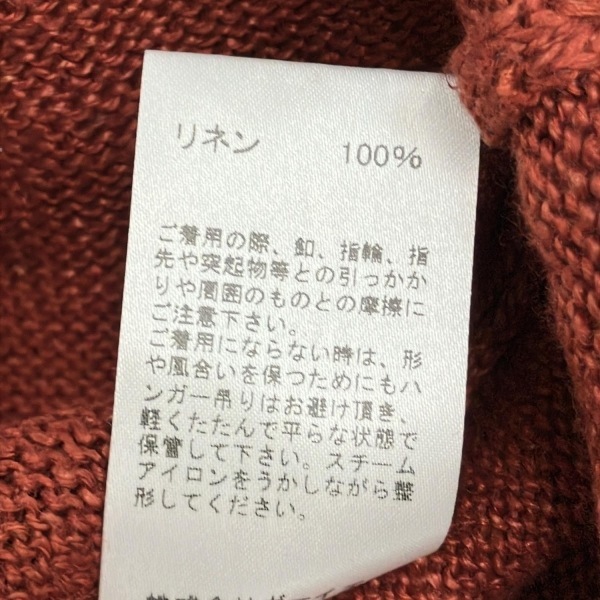 リネン 100%
ご着用の際、釦、指輪、指
先や突起物等との引っかか
りや周囲のものとの摩擦に
ご注意下さい。
ご着用にならない時は、形
や風合いを保つためにもハ
ンガー吊りはお避け頂き、
軽くたたんで平らな状態で
保管して下さい。スチーム
アイロンをうかしながら整
形してください。